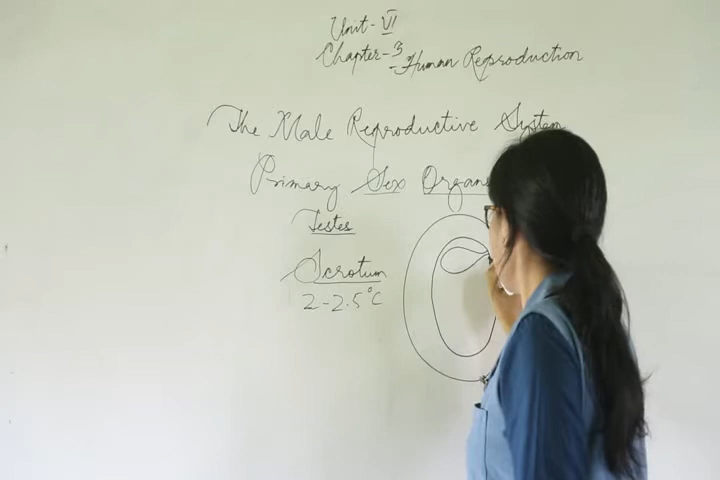 Unit-VI
Chapter-3
-Human Reproduction
The Male Reproductive System
Primary Sex Organs
Testes
Scrotum
2-2.5°C